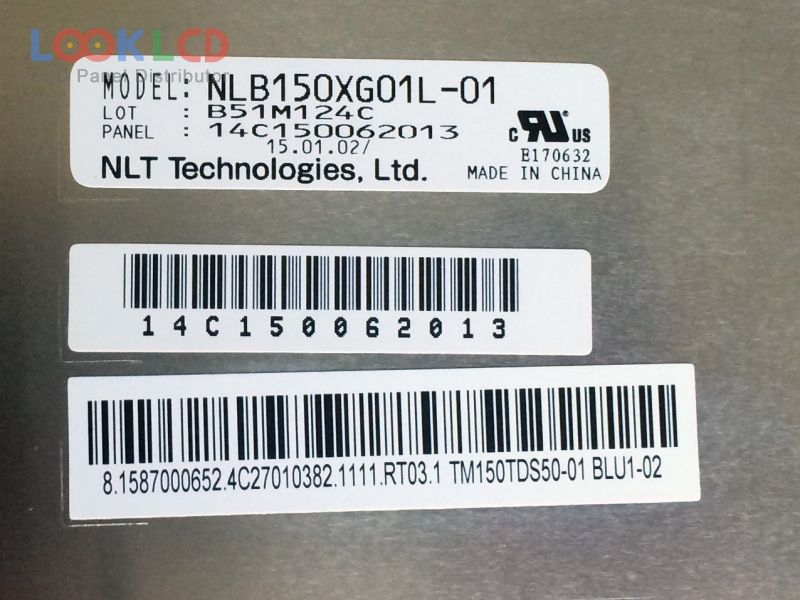 LOOKLCD
Panel Distributor
MODEL: NLB150XG01L-01
LOT : B51M124C
PANEL : 14C150062013
15.01.02/
NLT Technologies, Ltd.
c RU US
E170632
MADE IN CHINA
14C150062013
8.1587000652.4C27010382.1111.RT03.1 TM150TDS50-01 BLU1-02